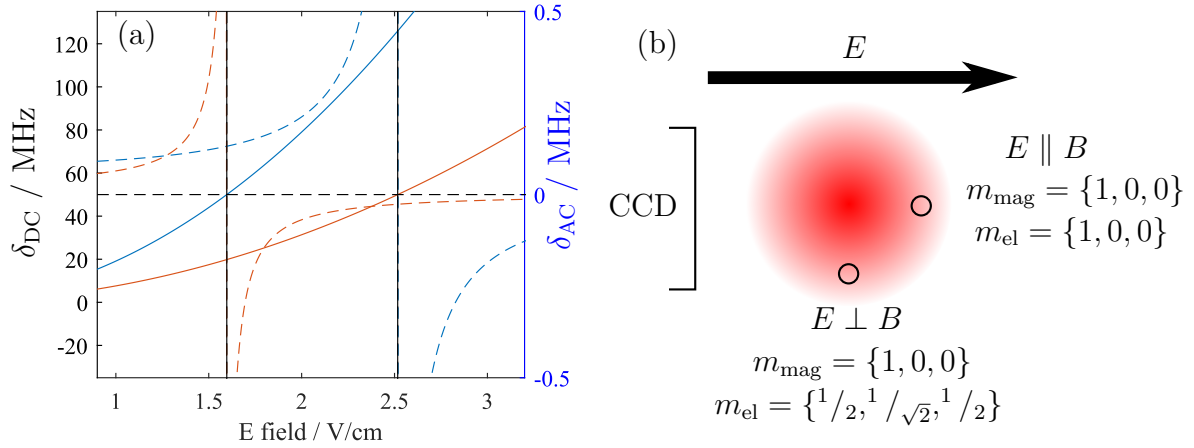 (a)
δDC / MHz
120
100
80
60
40
20
0
-20
1
1.5
2
2.5
3
E field / V/cm
0.5
0
-0.5
δAC / MHz
(b)
E
CCD
E ∥ B
mmag = {1, 0, 0}
mel = {1, 0, 0}
E ⊥ B
mmag = {1, 0, 0}
mel = {1/2,1/√2,1/2}